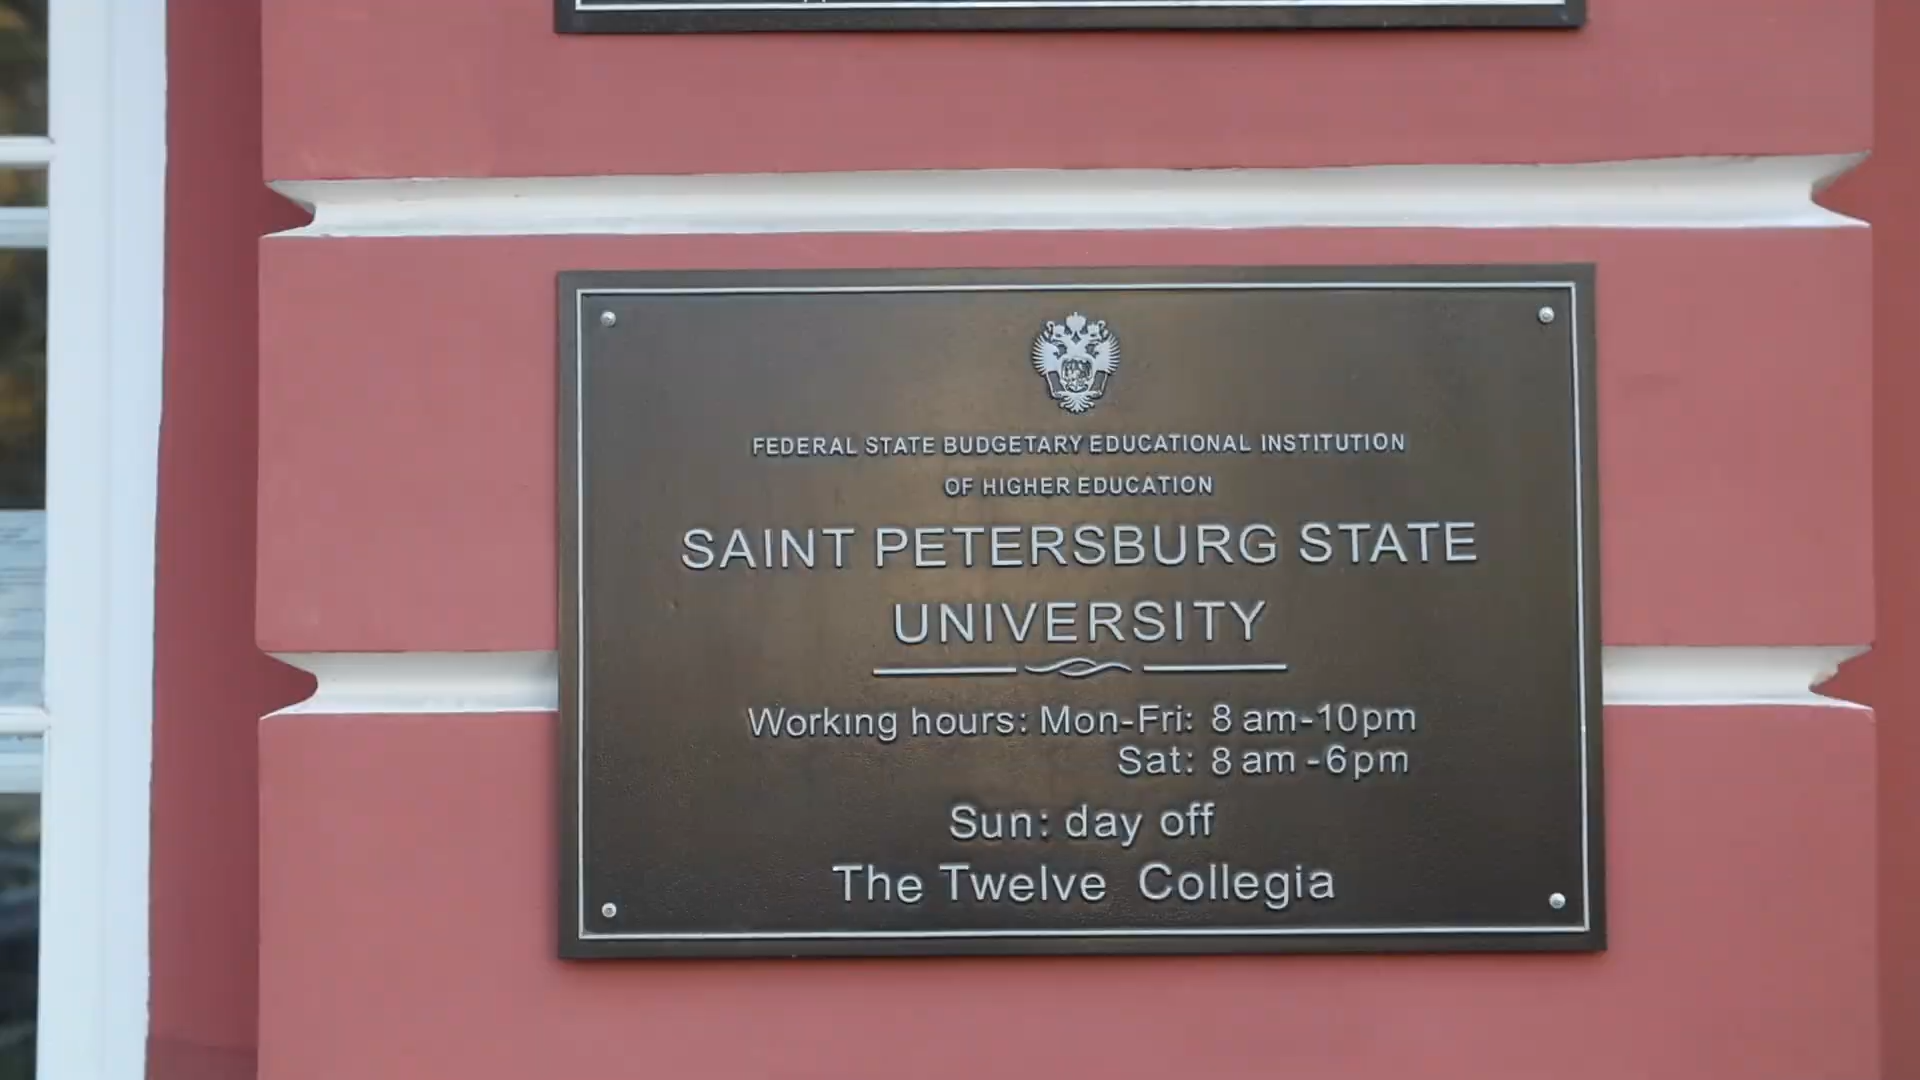 FEDERAL STATE BUDGETARY EDUCATIONAL INSTITUTION
OF HIGHER EDUCATION
SAINT PETERSBURG STATE
UNIVERSITY
Working hours: Mon-Fri: 8 am-10pm
Sat: 8 am -6pm
Sun: day off
The Twelve Collegia